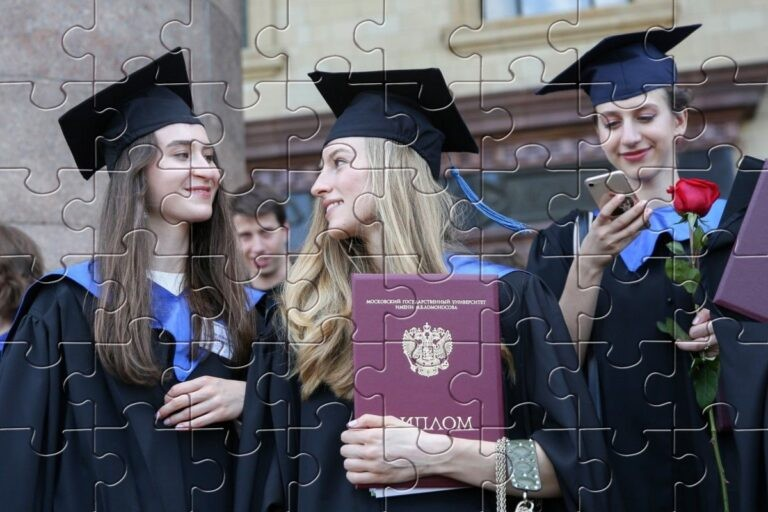 МОСКОВСКИЙ ГОСУДАРСТВЕННЫЙ УНИВЕРСИТЕТ
ИМЕНИ М.В.ЛОМОНОСОВА
ДИПЛОМ